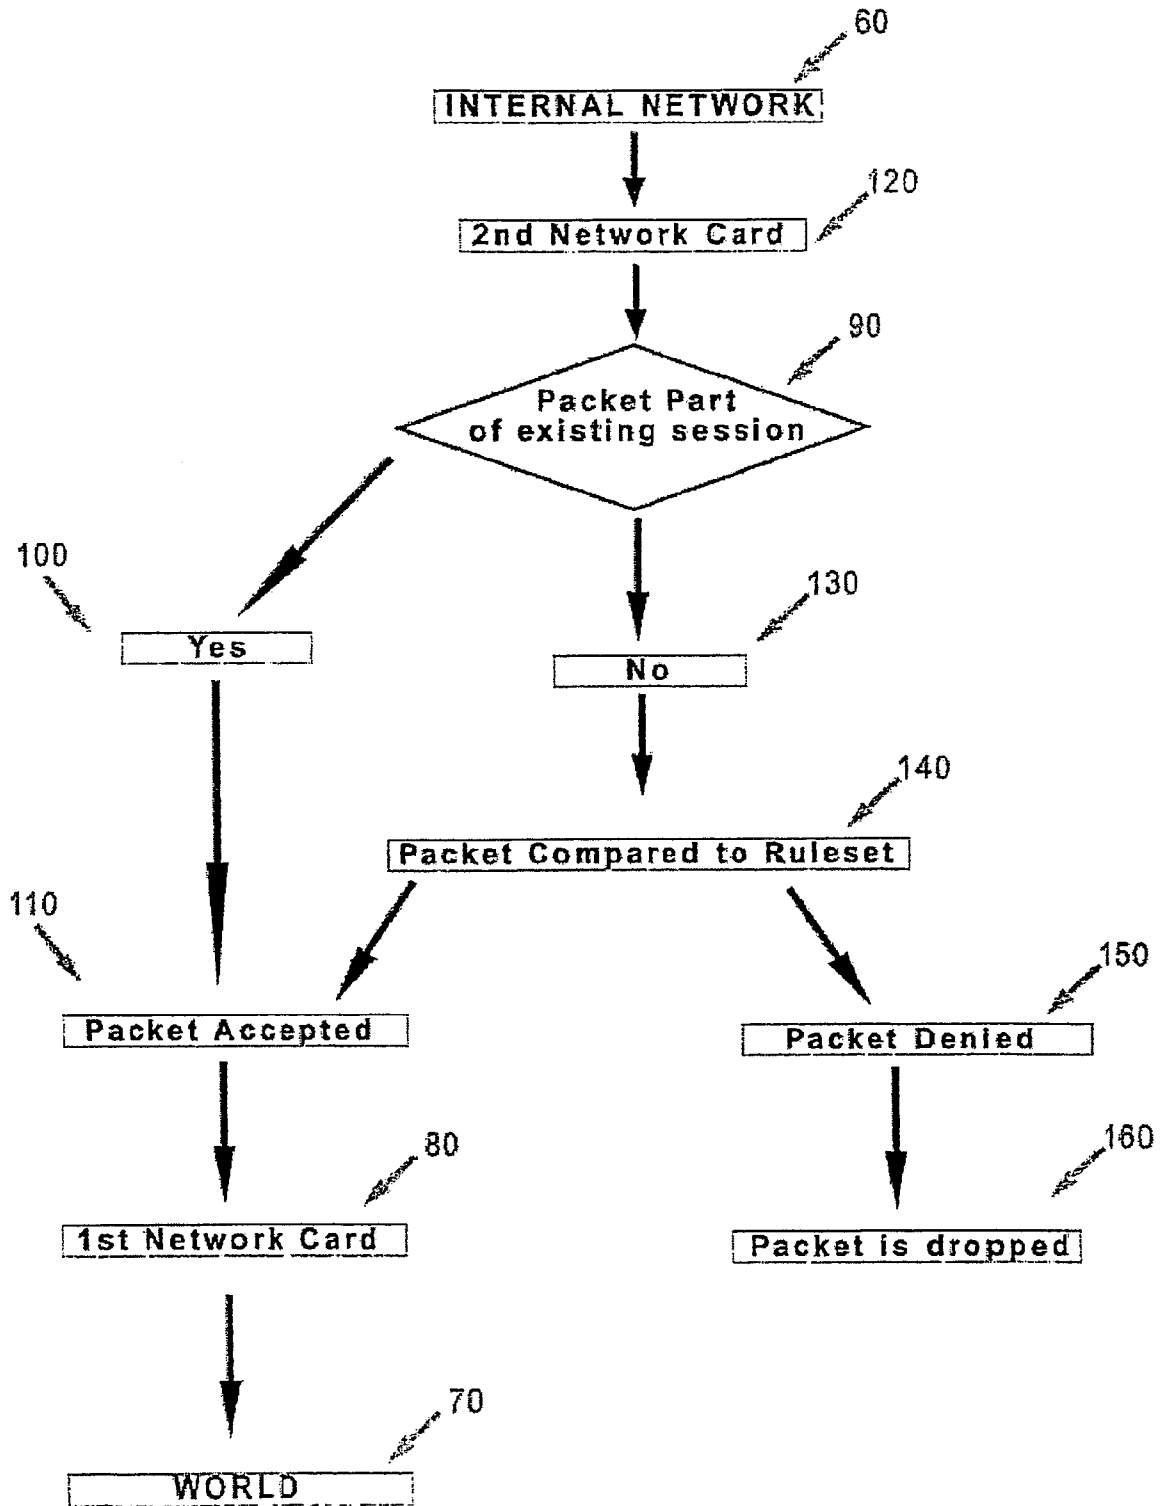 60
INTERNAL NETWORK
120
2nd Network Card
90
Packet Part
of existing session
100
Yes
130
No
140
Packet Compared to Ruleset
110
Packet Accepted
150
Packet Denied
80
1st Network Card
160
Packet is dropped
70
WORLD